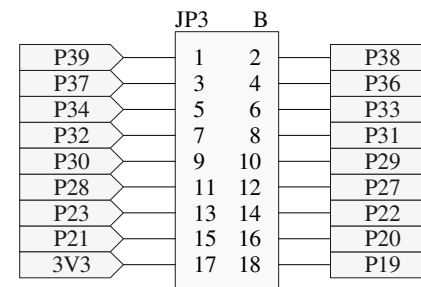 JP3 B
P39 1 2 P38
P37 3 4 P36
P34 5 6 P33
P32 7 8 P31
P30 9 10 P29
P28 11 12 P27
P23 13 14 P22
P21 15 16 P20
3V3 17 18 P19